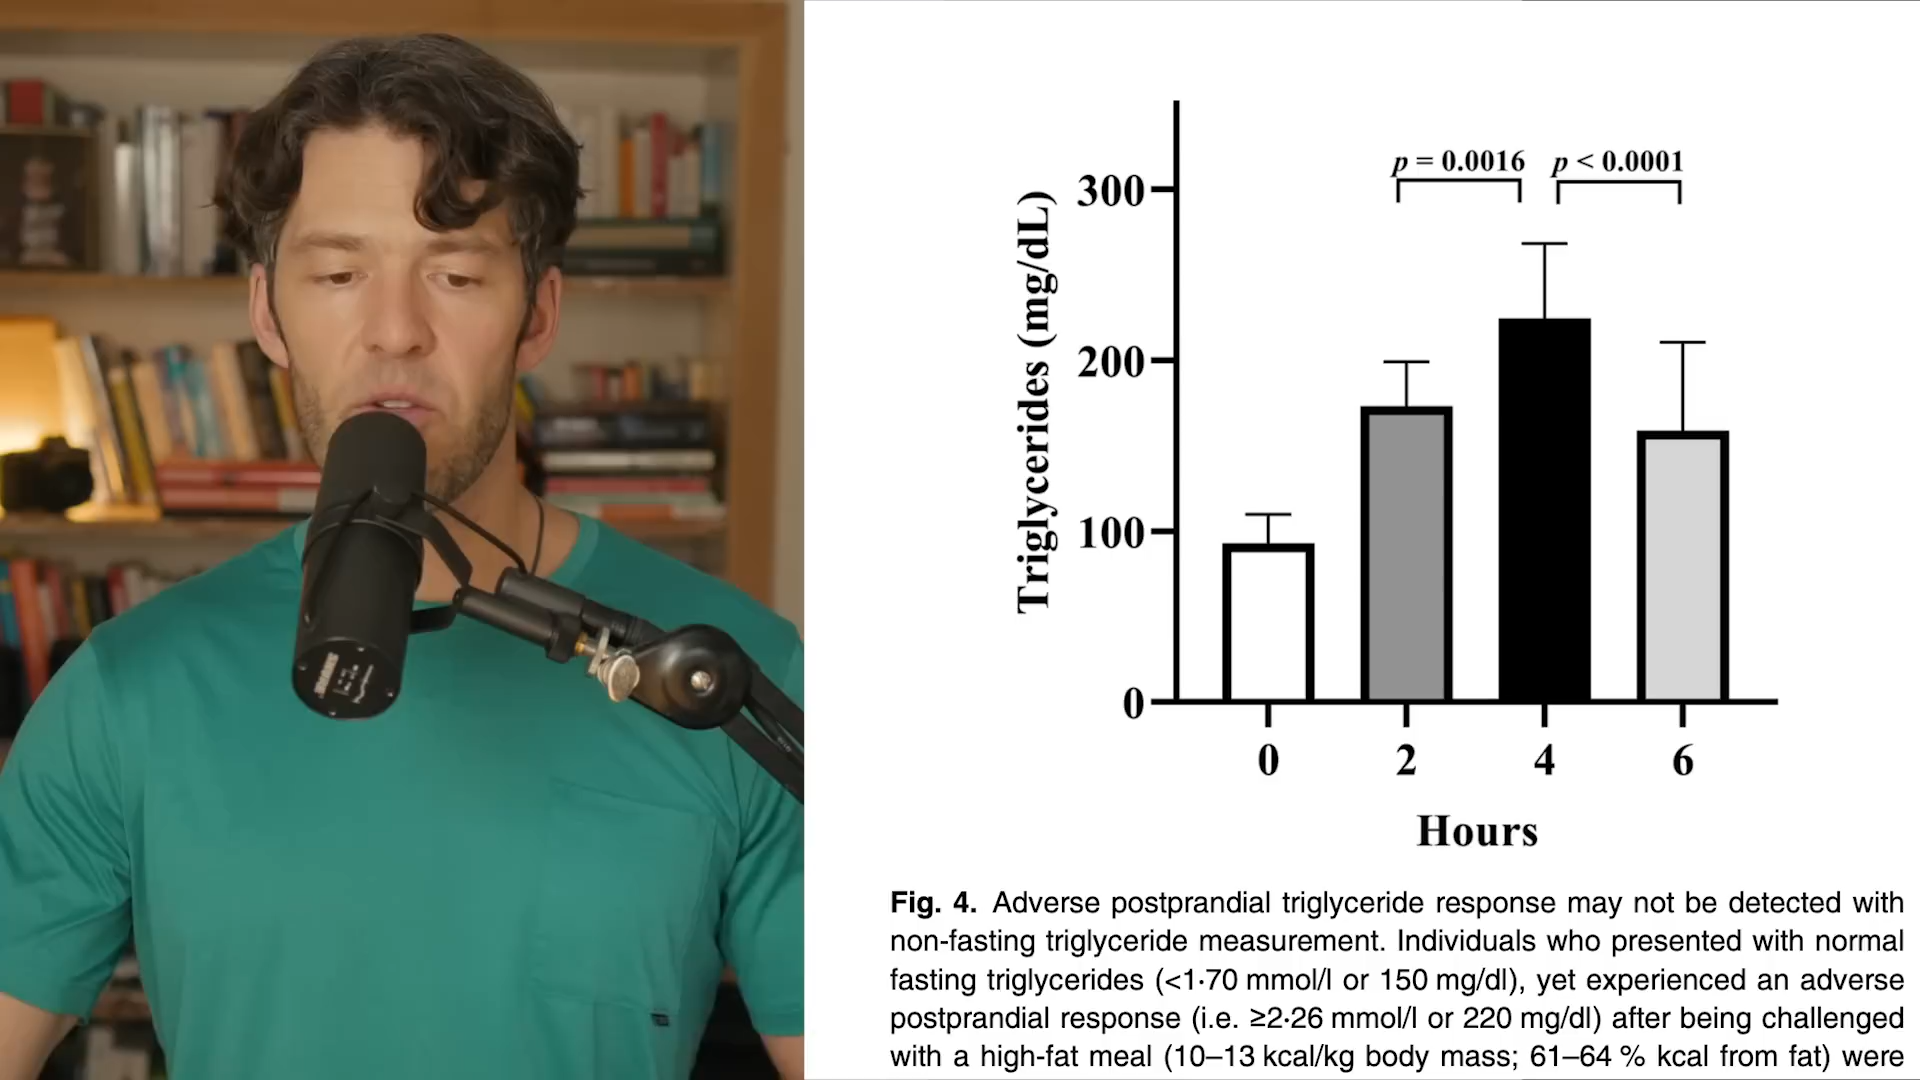 p = 0.0016 p < 0.0001
300
200
100
0
Triglycerides (mg/dL)
0 2 4 6
Hours
Fig. 4. Adverse postprandial triglyceride response may not be detected with
non-fasting triglyceride measurement. Individuals who presented with normal
fasting triglycerides (<1·70 mmol/l or 150 mg/dl), yet experienced an adverse
postprandial response (i.e. ≥2·26 mmol/l or 220 mg/dl) after being challenged
with a high-fat meal (10–13 kcal/kg body mass; 61–64 % kcal from fat) were